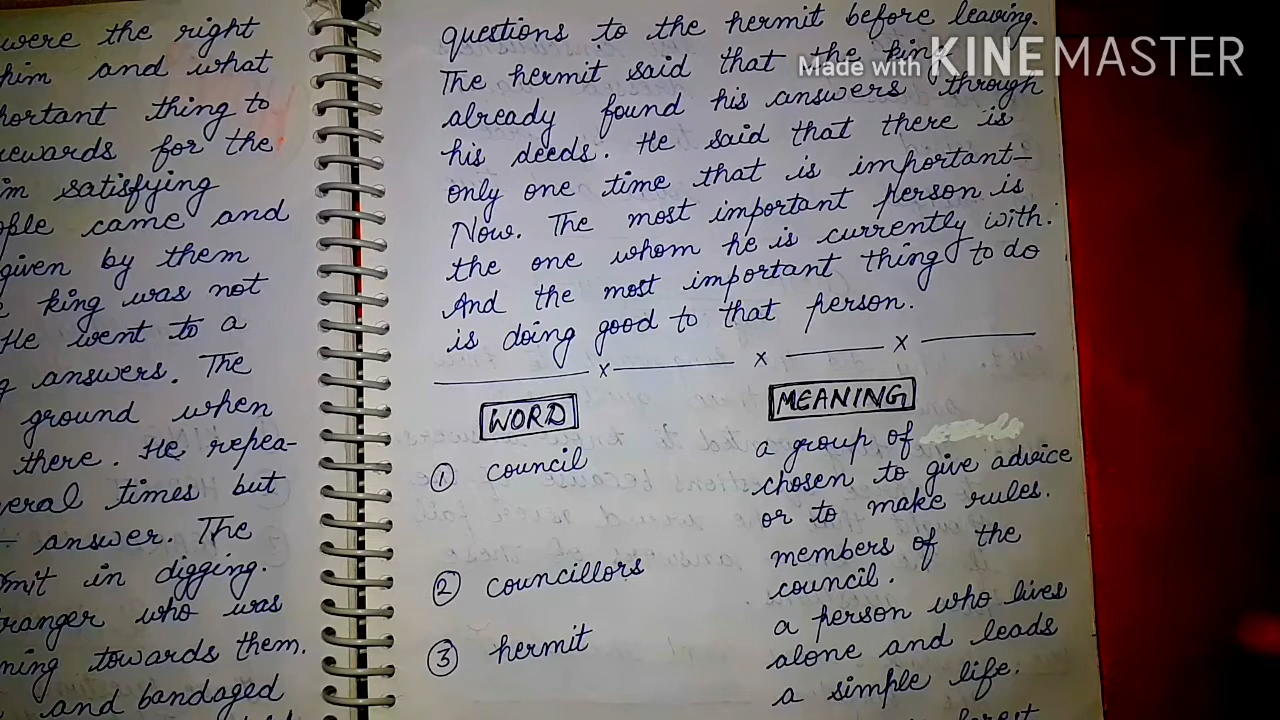 were the right
him and what
portant thing to
rewards for the
satisfying
came and
given by them
king was not
He went to a
answers. The
ground when
there. He repea-
times but
answer. The
in digging.
who was
towards them.
and bandaged
questions to the hermit before leaving.
The hermit said that the king
already found his answers through
his deeds. He said that there is
only one time that is important-
Now. The most important person is
the one whom he is currently with.
And the most important thing to do
is doing good to that person.
x x x
WORD MEANING
① council a group of
chosen to give advice
or to make rules.
② councillors members of the
council.
③ hermit a person who lives
alone and leads
a simple life.
forest
Made with KINEMASTER